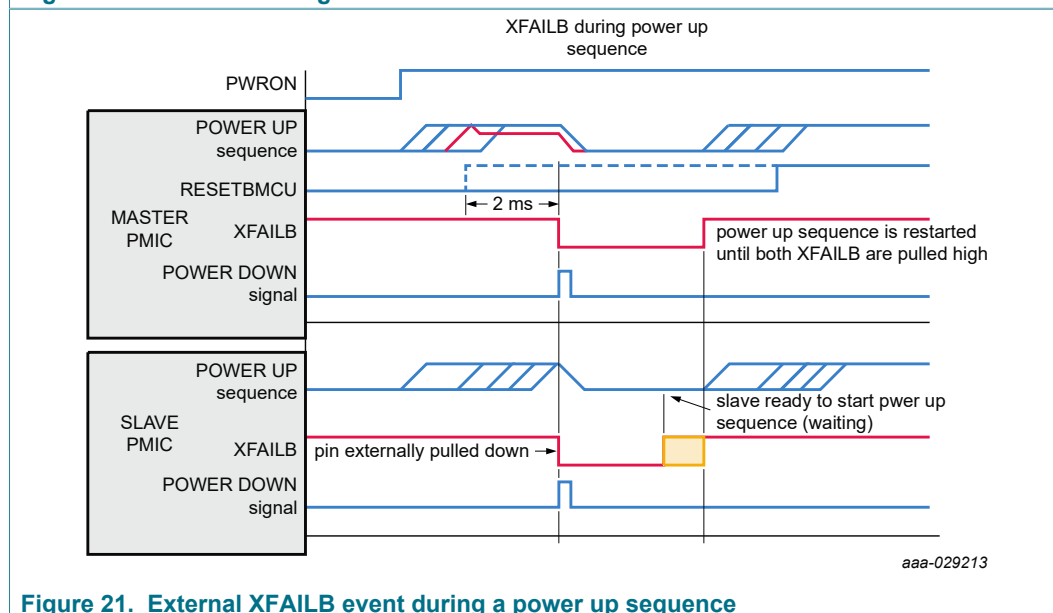 XFAILB during power up
sequence
PWRON
POWER UP
sequence
RESETBMCU
2 ms
MASTER
PMIC
XFAILB
power up sequence is restarted
until both XFAILB are pulled high
POWER DOWN
signal
POWER UP
sequence
slave ready to start pwer up
sequence (waiting)
SLAVE
PMIC
XFAILB
pin externally pulled down
POWER DOWN
signal
aaa-029213
Figure 21. External XFAILB event during a power up sequence